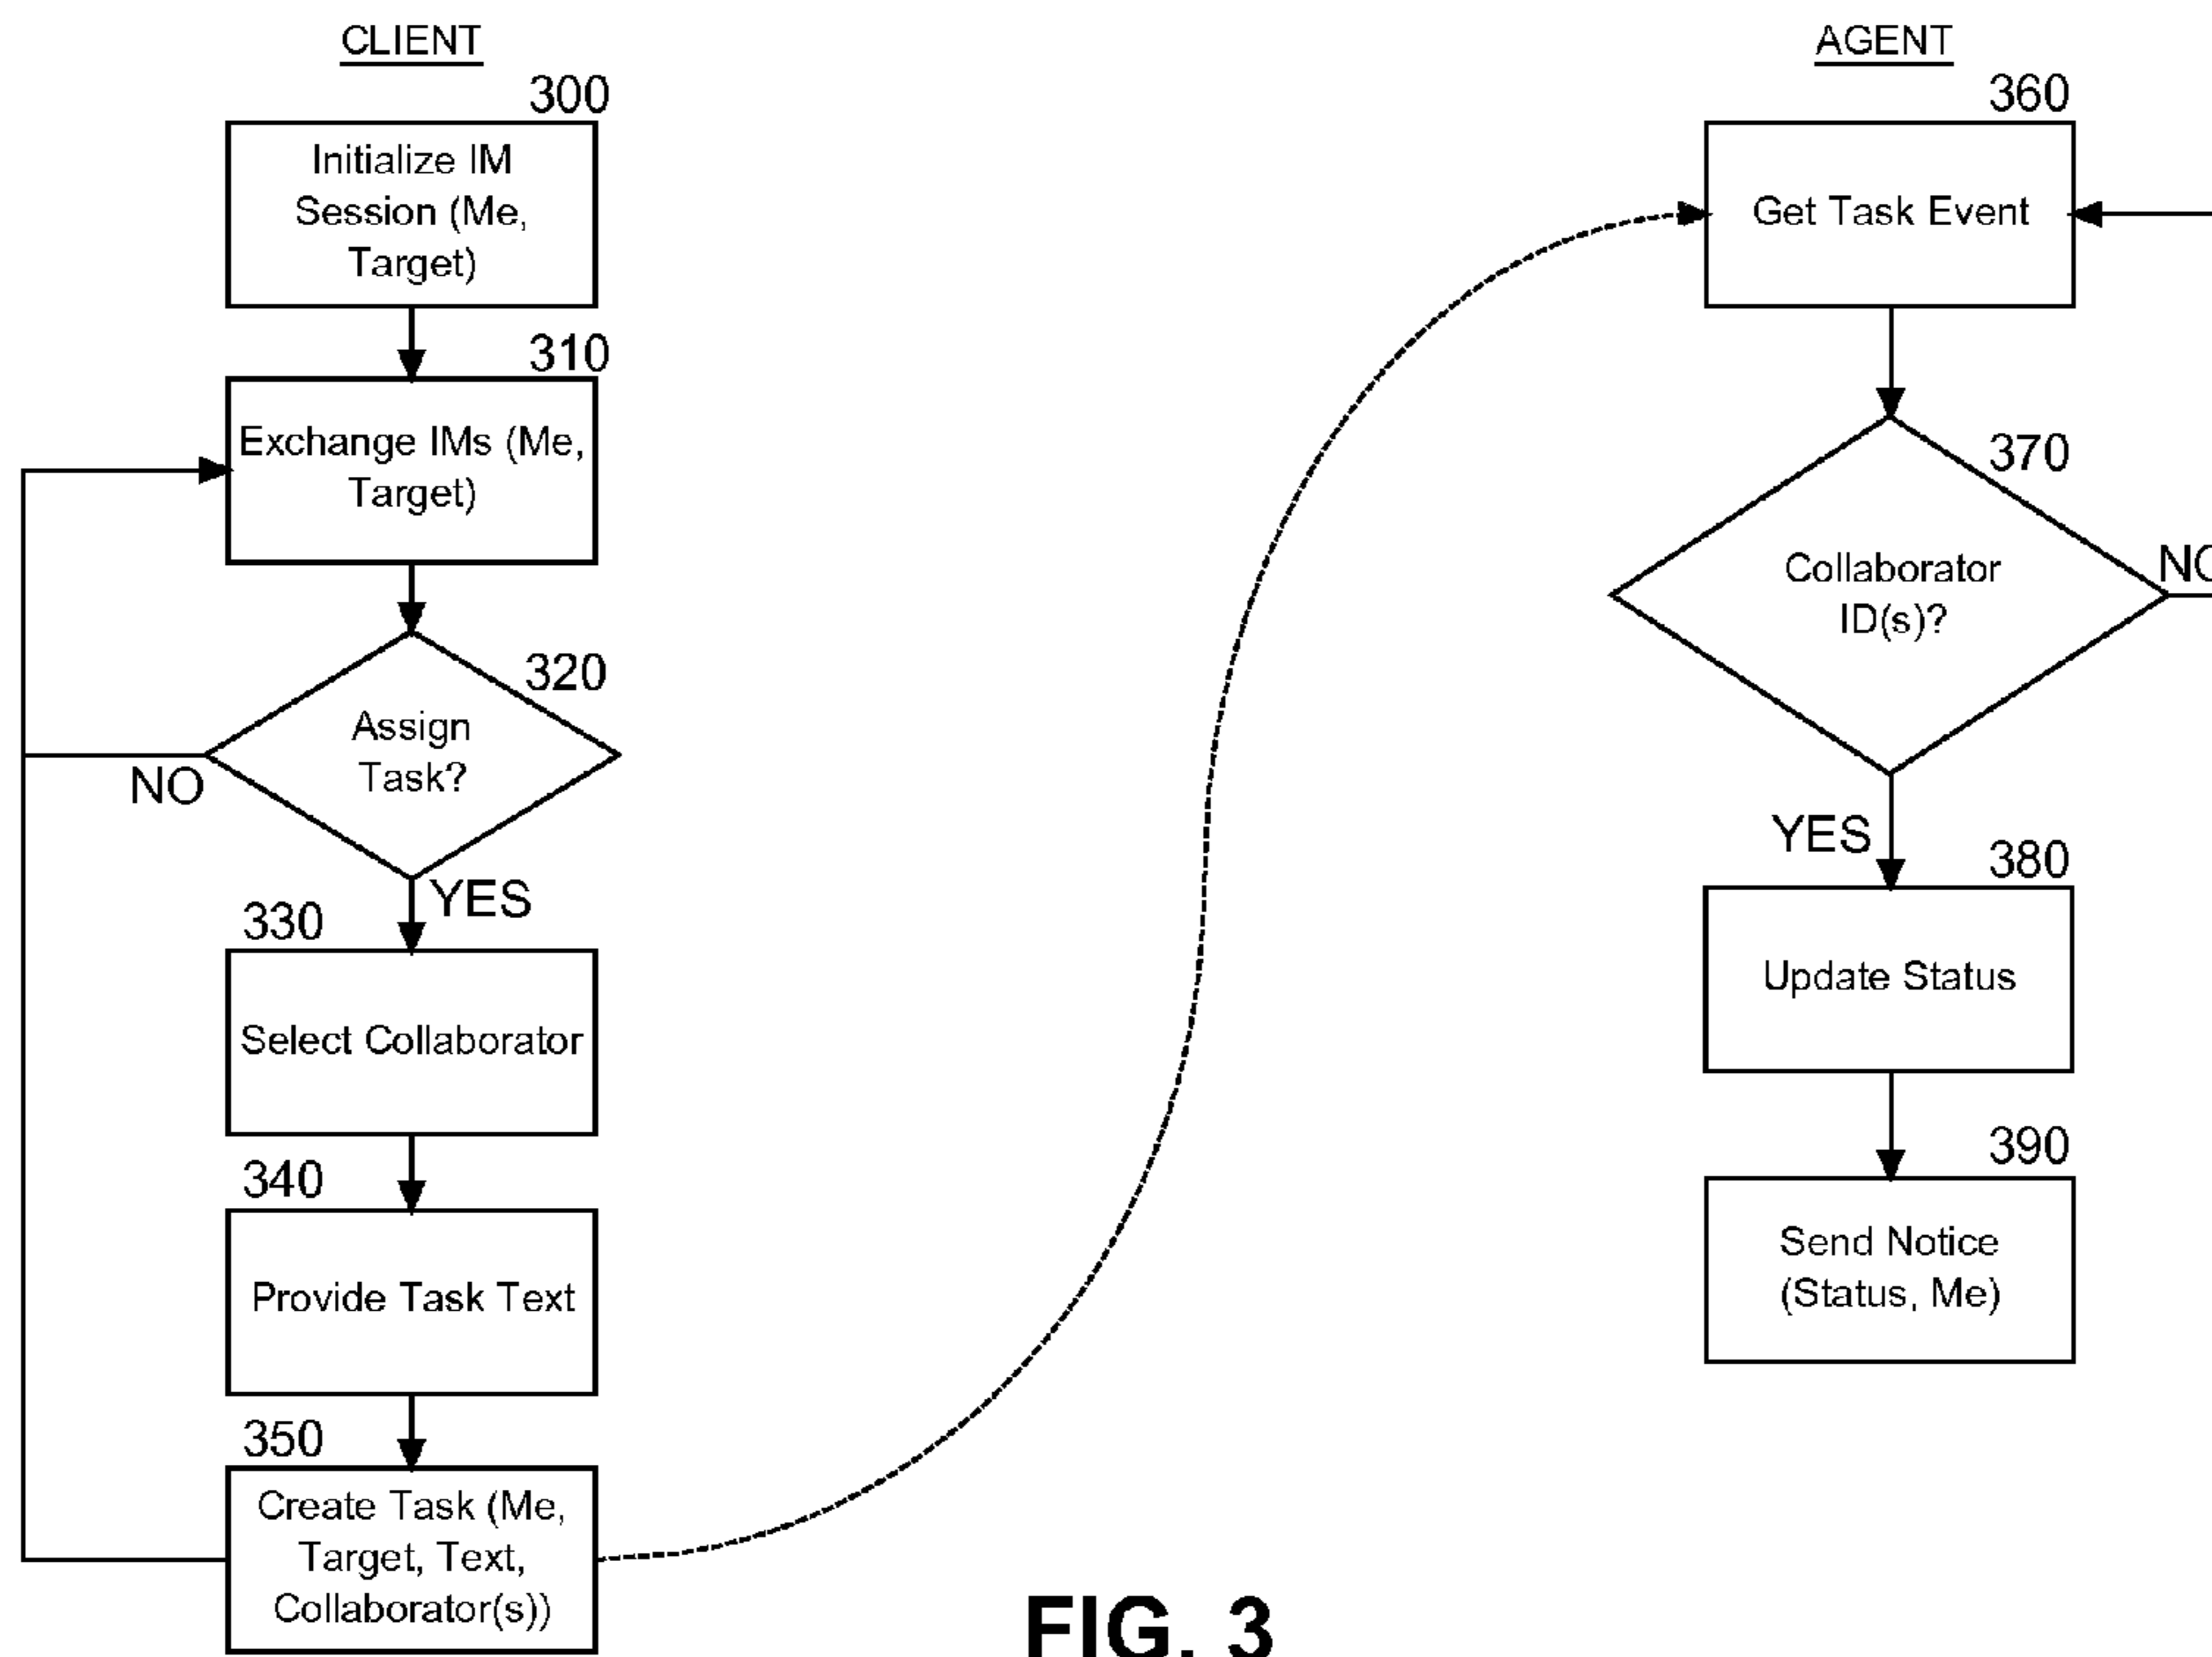 CLIENT
300
Initialize IM
Session (Me,
Target)
310
Exchange IMs (Me,
Target)
320
Assign
Task?
NO
YES
330
Select Collaborator
340
Provide Task Text
350
Create Task (Me,
Target, Text,
Collaborator(s))
AGENT
360
Get Task Event
370
Collaborator
ID(s)?
NO
YES
380
Update Status
390
Send Notice
(Status, Me)
FIG. 3